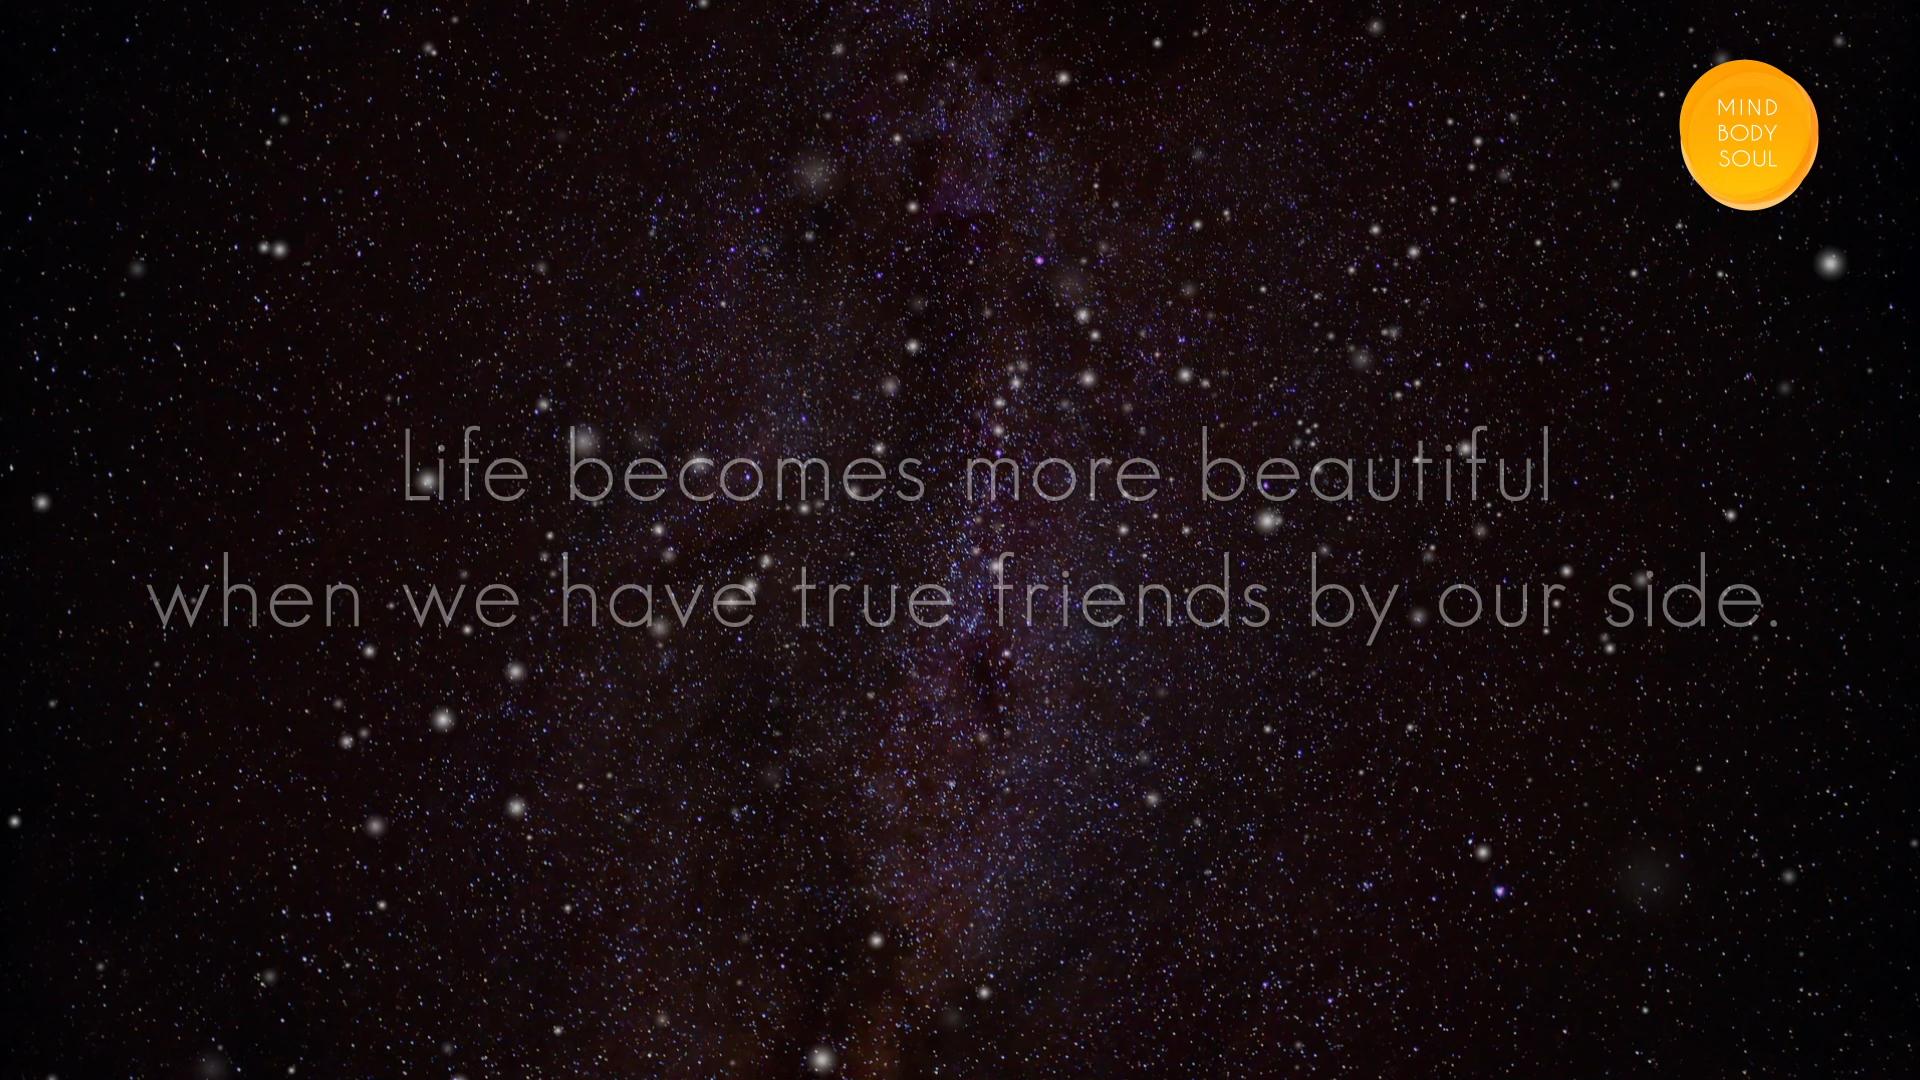 MIND
BODY
SOUL
Life becomes more beautiful
when we have true friends by our side.